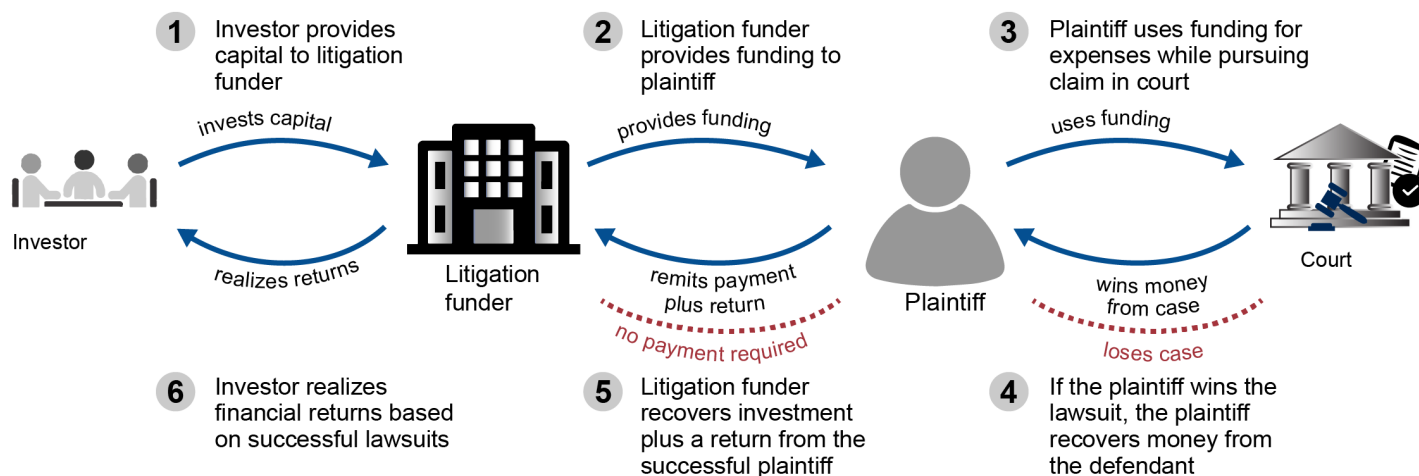 1 Investor provides
capital to litigation
funder
2 Litigation funder
provides funding to
plaintiff
3 Plaintiff uses funding for
expenses while pursuing
claim in court
invests capital
provides funding
uses funding
Investor
realizes returns
Litigation
funder
remits payment
plus return
no payment required
Plaintiff
wins money
from case
loses case
Court
6 Investor realizes
financial returns based
on successful lawsuits
5 Litigation funder
recovers investment
plus a return from the
successful plaintiff
4 If the plaintiff wins the
lawsuit, the plaintiff
recovers money from
the defendant